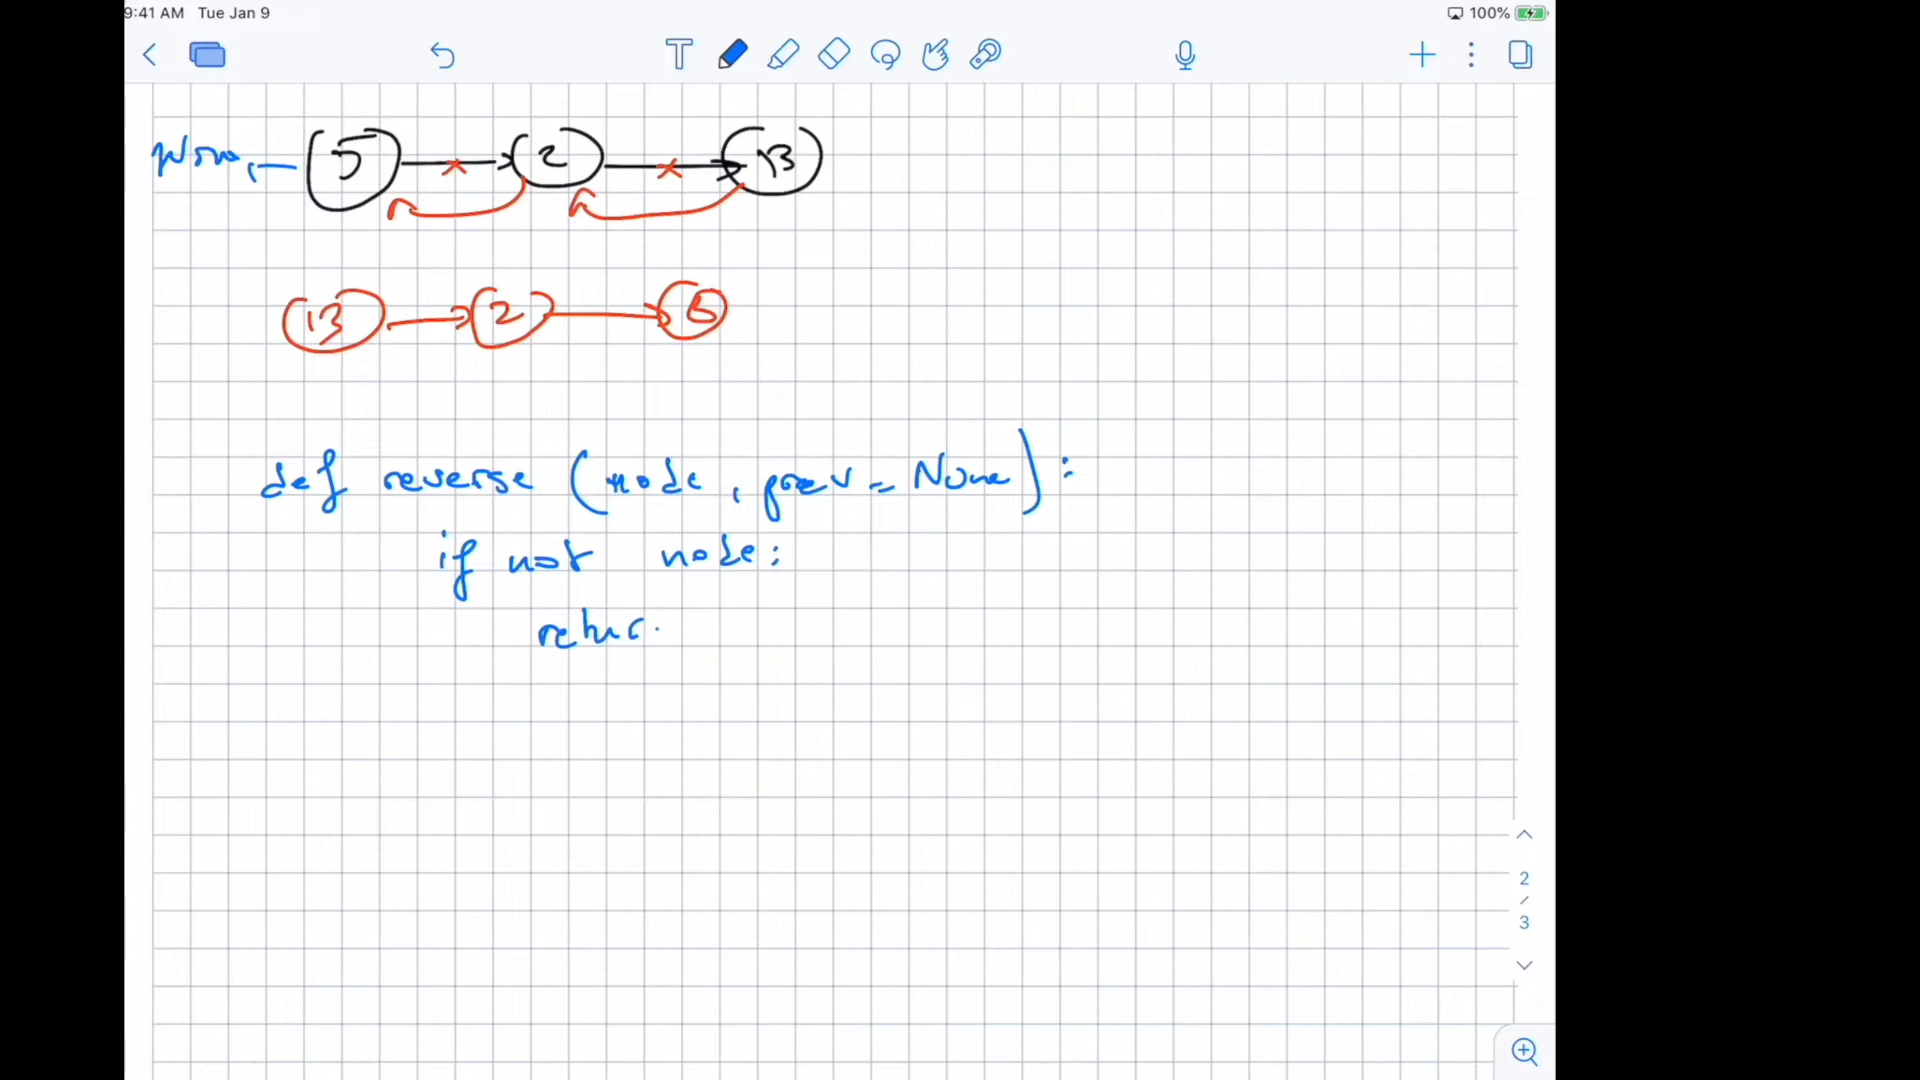 9:41 AM Tue Jan 9 100%
T
5 2 13
13 2 5
def reverse (node, prev = None):
if not node:
retur
2
/
3